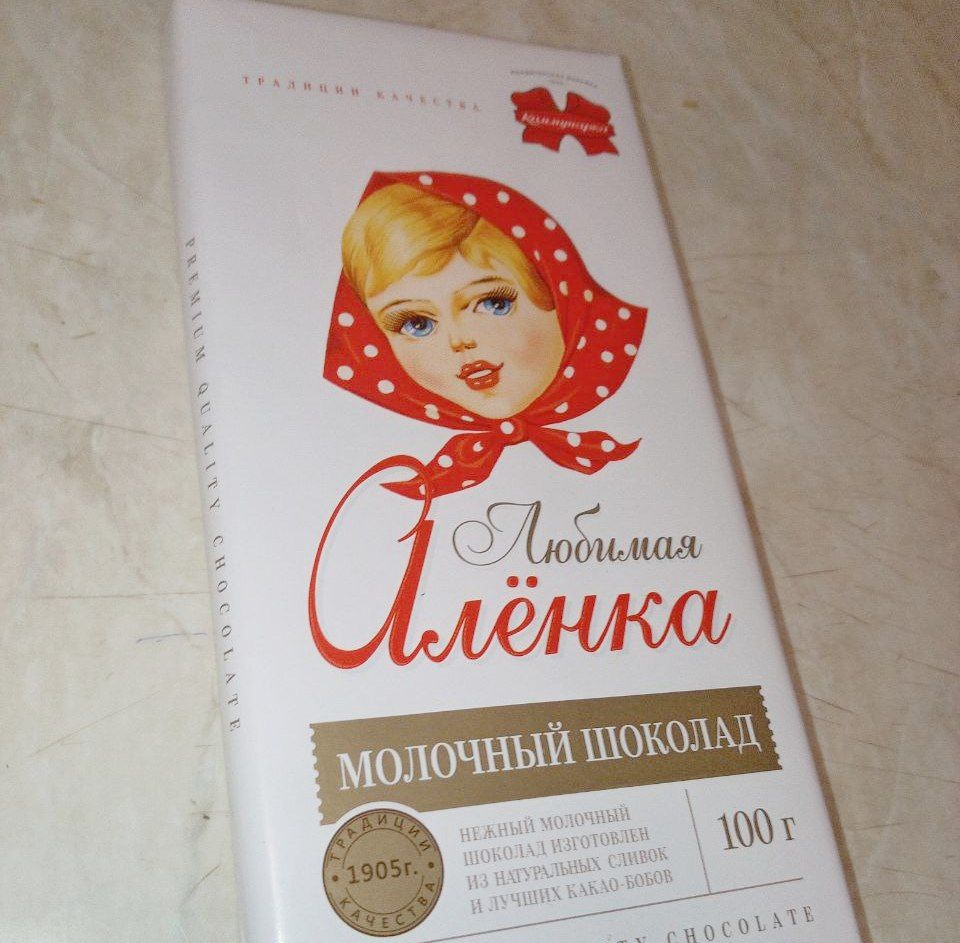 ТРАДИЦИИ КАЧЕСТВА
Коммунарка
PREMIUM QUALITY CHOCOLATE
Любимая
Алёнка
МОЛОЧНЫЙ ШОКОЛАД
ТРАДИЦИИ
1905г.
КАЧЕСТВА
НЕЖНЫЙ МОЛОЧНЫЙ
ШОКОЛАД ИЗГОТОВЛЕН
ИЗ НАТУРАЛЬНЫХ СЛИВОК
И ЛУЧШИХ КАКАО-БОБОВ
100 г
CHOCOLATE